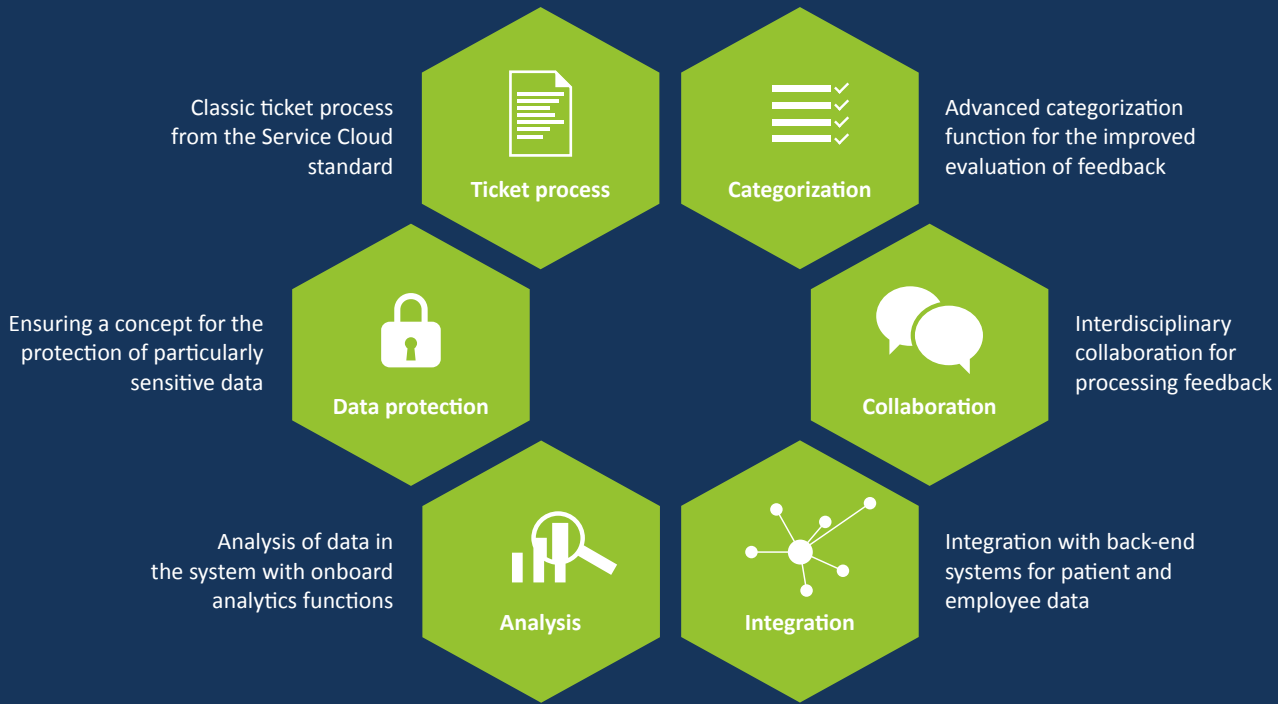 Classic ticket process
from the Service Cloud
standard
Ticket process
Categorization
Advanced categorization
function for the improved
evaluation of feedback
Ensuring a concept for the
protection of particularly
sensitive data
Data protection
Collaboration
Interdisciplinary
collaboration for
processing feedback
Analysis of data in
the system with onboard
analytics functions
Analysis
Integration
Integration with back-end
systems for patient and
employee data